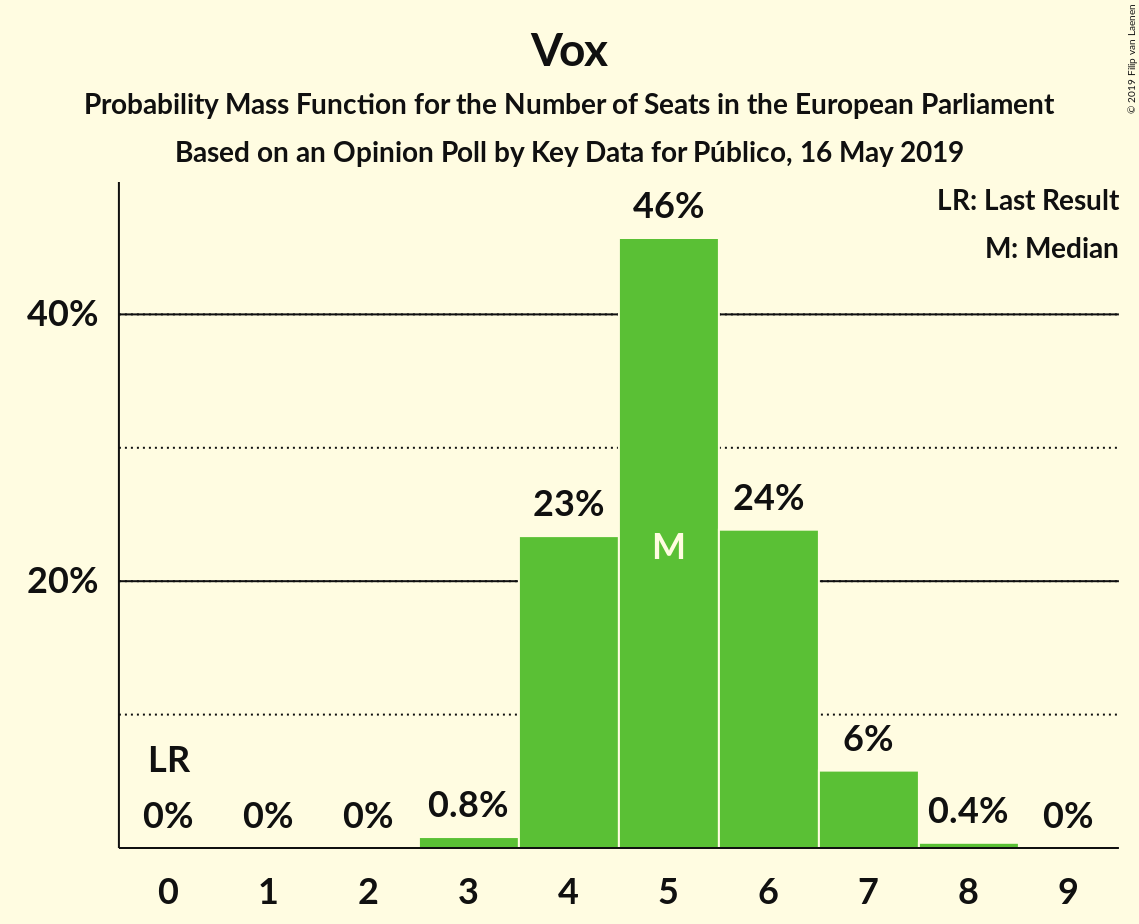 Vox
Probability Mass Function for the Number of Seats in the European Parliament
Based on an Opinion Poll by Key Data for Público, 16 May 2019
© 2019 Filip van Laenen
LR: Last Result
M: Median
46%
40%
23%
24%
M
20%
LR
6%
0%
0%
0%
0.8%
0.4%
0%
0 1 2 3 4 5 6 7 8 9